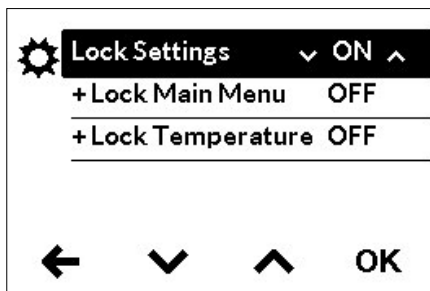 Lock Settings ON
+Lock Main Menu OFF
+Lock Temperature OFF
OK